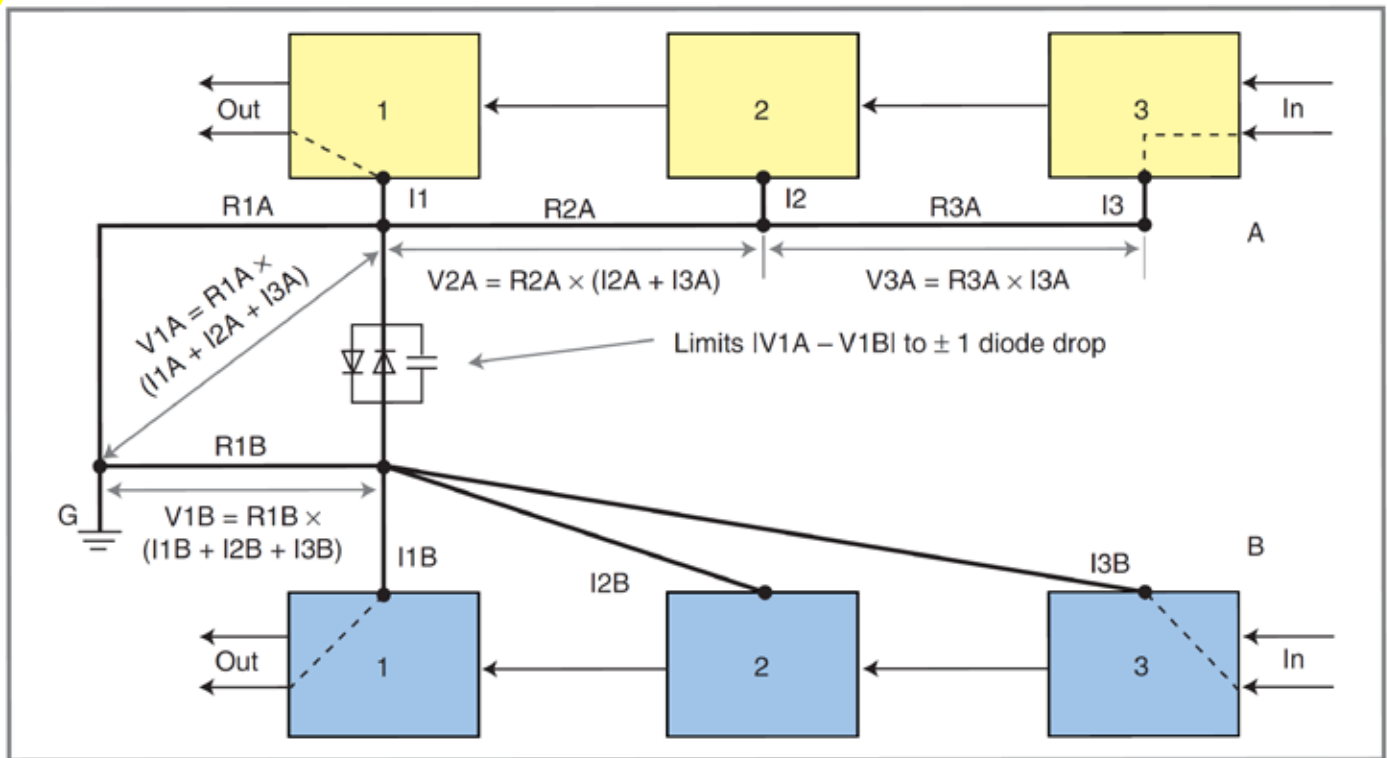 Out
1
2
3
In
R1A
I1
R2A
I2
R3A
I3
A
V1A = R1A ×
(I1A + I2A + I3A)
V2A = R2A × (I2A + I3A)
V3A = R3A × I3A
Limits |V1A – V1B| to ± 1 diode drop
R1B
G
V1B = R1B ×
(I1B + I2B + I3B)
I1B
I2B
I3B
B
Out
1
2
3
In